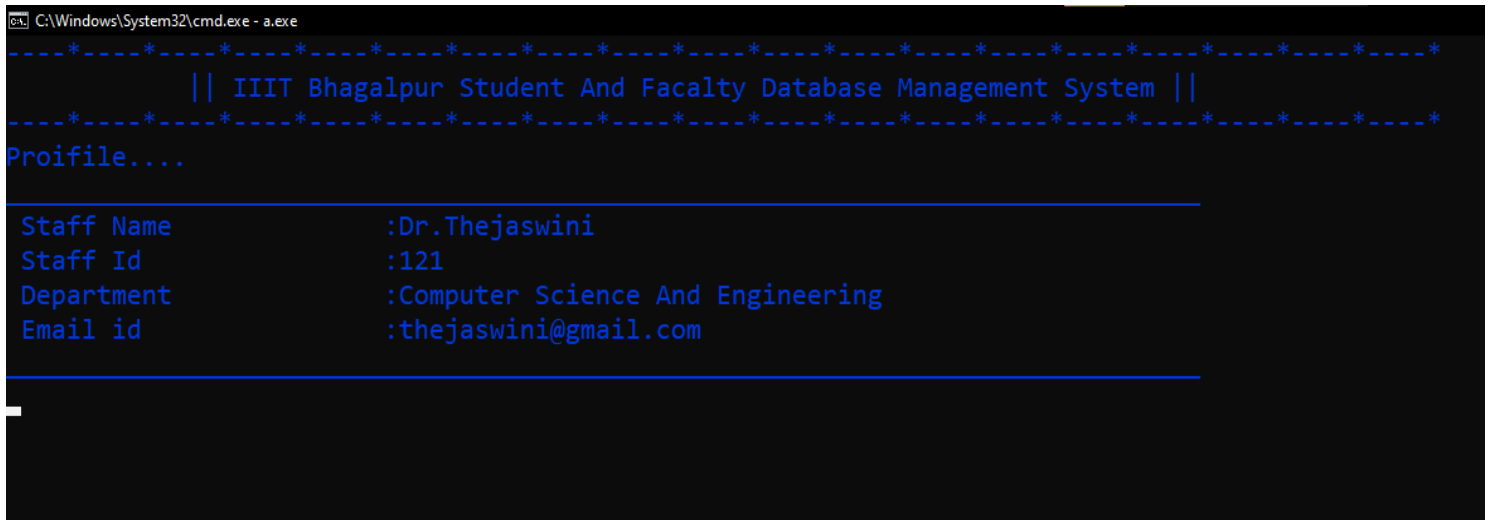 C:\Windows\System32\cmd.exe - a.exe
----*----*----*----*----*----*----*----*----*----*----*----*----*----*----*----*----*----*----*
|| IIIT Bhagalpur Student And Facalty Database Management System ||
----*----*----*----*----*----*----*----*----*----*----*----*----*----*----*----*----*----*----*
Proifile....
Staff Name :Dr.Thejaswini
Staff Id :121
Department :Computer Science And Engineering
Email id :thejaswini@gmail.com